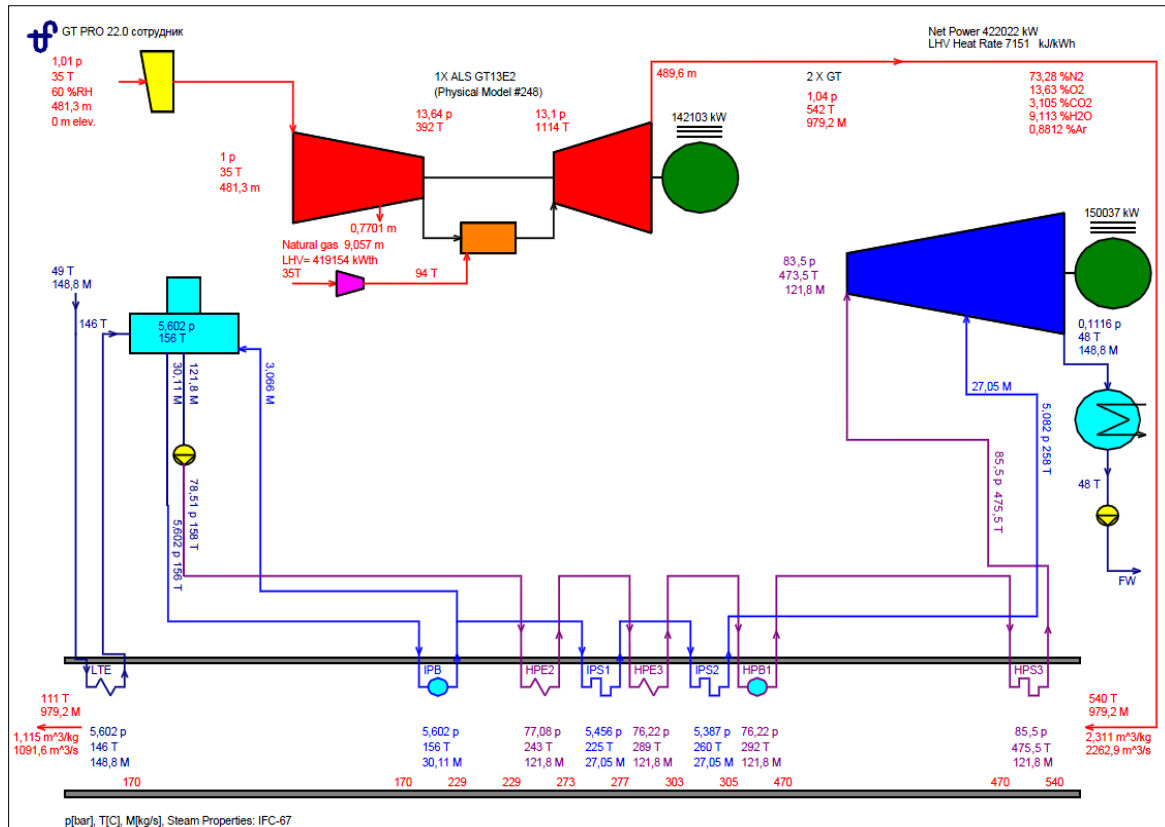 GT PRO 22.0 сотрудник
Net Power 422022 kW
LHV Heat Rate 7151 kJ/kWh
1,01 p
35 T
60 %RH
481,3 m
0 m elev.
1X ALS GT13E2
(Physical Model #248)
13,64 p
392 T
13,1 p
1114 T
489,6 m
2 X GT
1,04 p
542 T
979,2 M
73,28 %N2
13,63 %O2
3,105 %CO2
9,113 %H2O
0,8812 %Ar
142103 kW
1 p
35 T
481,3 m
0,7701 m
Natural gas 9,057 m
LHV= 419154 kWth
35T
94 T
150037 kW
83,5 p
473,5 T
121,8 M
49 T
148,8 M
146 T
5,602 p
156 T
0,1116 p
48 T
148,8 M
30,11 M
121,8 M
3,066 M
27,05 M
5,082 p 258 T
78,51 p 158 T
5,602 p 156 T
85,5 p 475,5 T
48 T
FW
LTE
IPB
HPE2
IPS1
HPE3
IPS2
HPB1
HPS3
111 T
979,2 M
1,115 m^3/kg
1091,6 m^3/s
5,602 p
146 T
148,8 M
5,602 p
156 T
30,11 M
77,08 p
243 T
121,8 M
5,456 p
225 T
27,05 M
76,22 p
289 T
121,8 M
5,387 p
260 T
27,05 M
76,22 p
292 T
121,8 M
85,5 p
475,5 T
121,8 M
540 T
979,2 M
2,311 m^3/kg
2262,9 m^3/s
170 170 229 229 273 277 303 305 470 470 540
p[bar], T[C], M[kg/s], Steam Properties: IFC-67